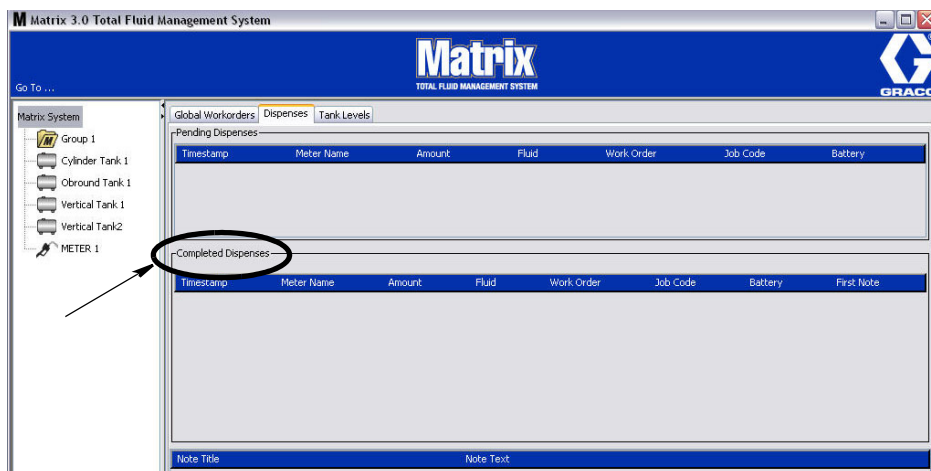 M Matrix 3.0 Total Fluid Management System
Matrix
TOTAL FLUID MANAGEMENT SYSTEM
GRACO
Go To ...
Matrix System
Group 1
Cylinder Tank 1
Obround Tank 1
Vertical Tank 1
Vertical Tank2
METER 1
Global Workorders Dispenses Tank Levels
Pending Dispenses
Timestamp Meter Name Amount Fluid Work Order Job Code Battery
Completed Dispenses
Timestamp Meter Name Amount Fluid Work Order Job Code Battery First Note
Note Title Note Text